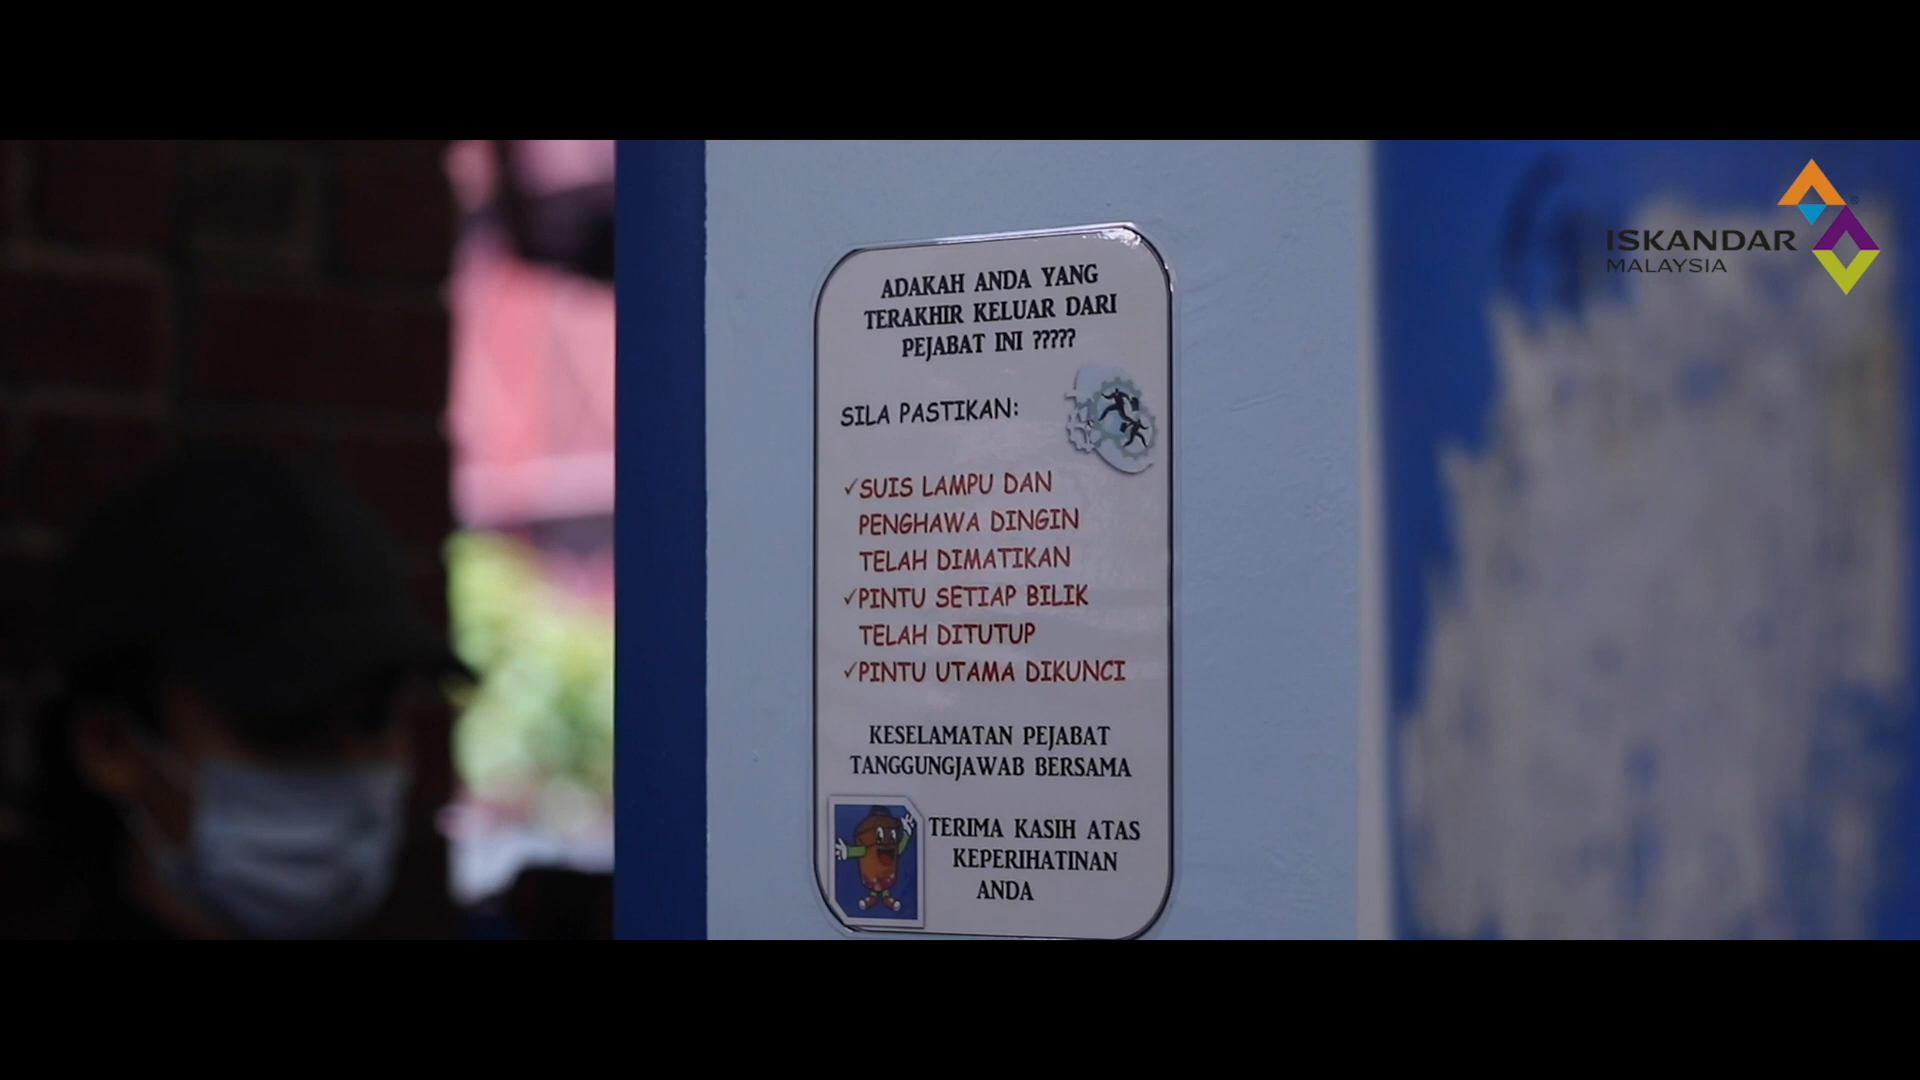 ADAKAH ANDA YANG
TERAKHIR KELUAR DARI
PEJABAT INI ?????
SILA PASTIKAN:
✓SUIS LAMPU DAN
PENGHAWA DINGIN
TELAH DIMATIKAN
✓PINTU SETIAP BILIK
TELAH DITUTUP
✓PINTU UTAMA DIKUNCI
KESELAMATAN PEJABAT
TANGGUNGJAWAB BERSAMA
TERIMA KASIH ATAS
KEPERIHATINAN
ANDA
ISKANDAR
MALAYSIA